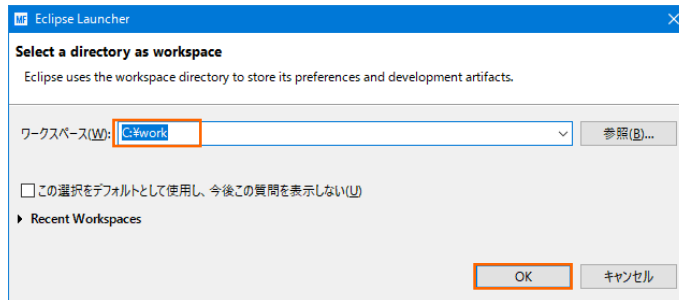 MF Eclipse Launcher
Select a directory as workspace
Eclipse uses the workspace directory to store its preferences and development artifacts.
ワークスペース(W): C:¥work 参照(B)...
この選択をデフォルトとして使用し、今後この質問を表示しない(U)
Recent Workspaces
OK キャンセル